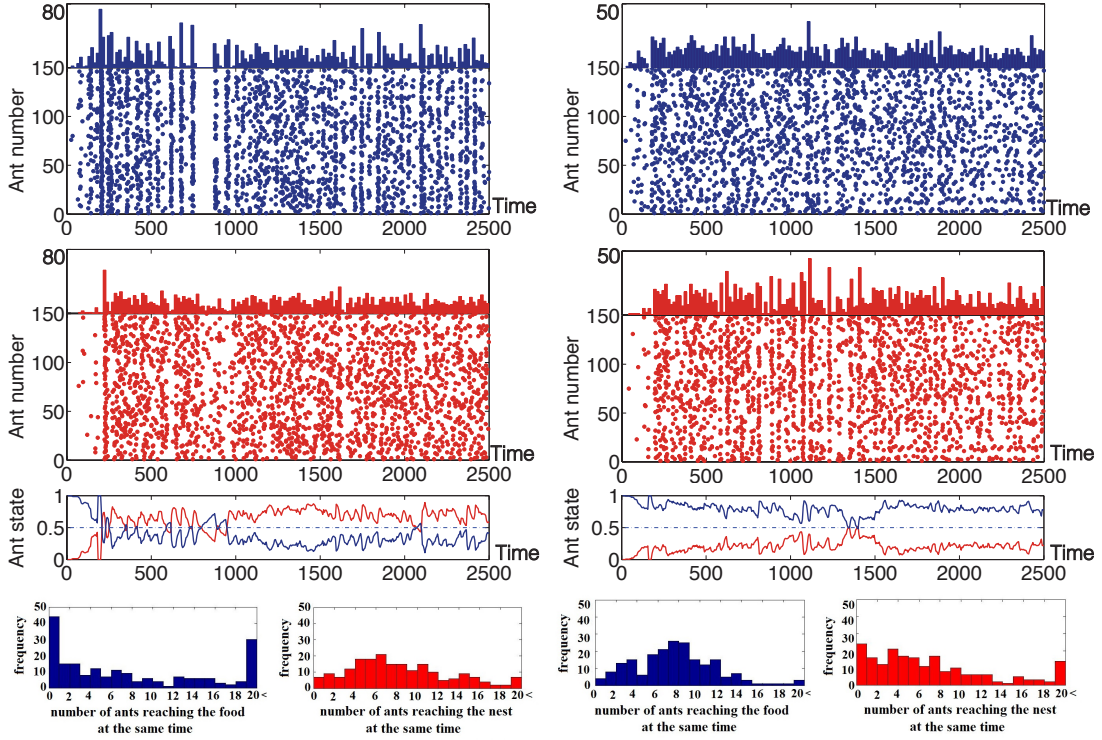 80
150
100
50
0
Ant number
0 500 1000 1500 2000 2500
Time
50
150
100
50
0
Ant number
0 500 1000 1500 2000 2500
Time
80
150
100
50
0
Ant number
0 500 1000 1500 2000 2500
Time
50
150
100
50
0
Ant number
0 500 1000 1500 2000 2500
Time
1
0.5
0
Ant state
0 500 1000 1500 2000 2500
Time
1
0.5
0
Ant state
0 500 1000 1500 2000 2500
Time
50
40
30
20
10
0
frequency
0 2 4 6 8 10 12 14 16 18 20 <
number of ants reaching the food
at the same time
50
40
30
20
10
0
frequency
0 2 4 6 8 10 12 14 16 18 20 <
number of ants reaching the nest
at the same time
50
40
30
20
10
0
frequency
0 2 4 6 8 10 12 14 16 18 20 <
number of ants reaching the food
at the same time
50
40
30
20
10
0
frequency
0 2 4 6 8 10 12 14 16 18 20 <
number of ants reaching the nest
at the same time